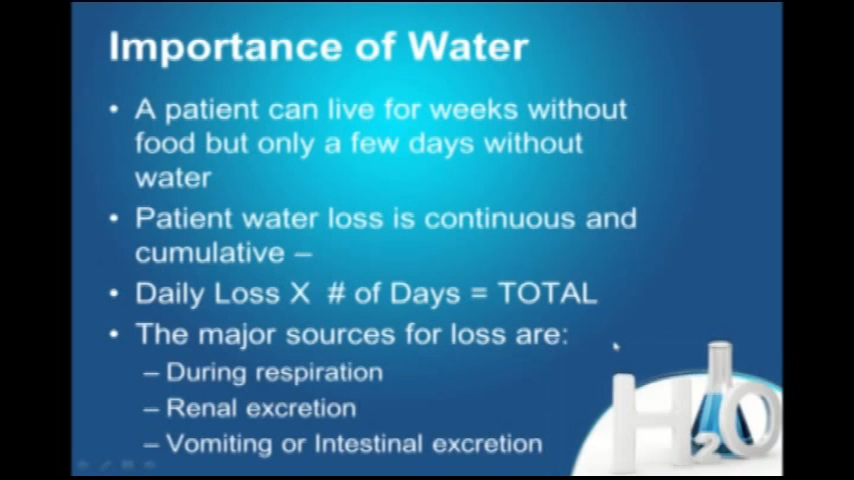 Importance of Water
• A patient can live for weeks without
food but only a few days without
water
• Patient water loss is continuous and
cumulative –
• Daily Loss X # of Days = TOTAL
• The major sources for loss are:
– During respiration
– Renal excretion
– Vomiting or Intestinal excretion
H2O